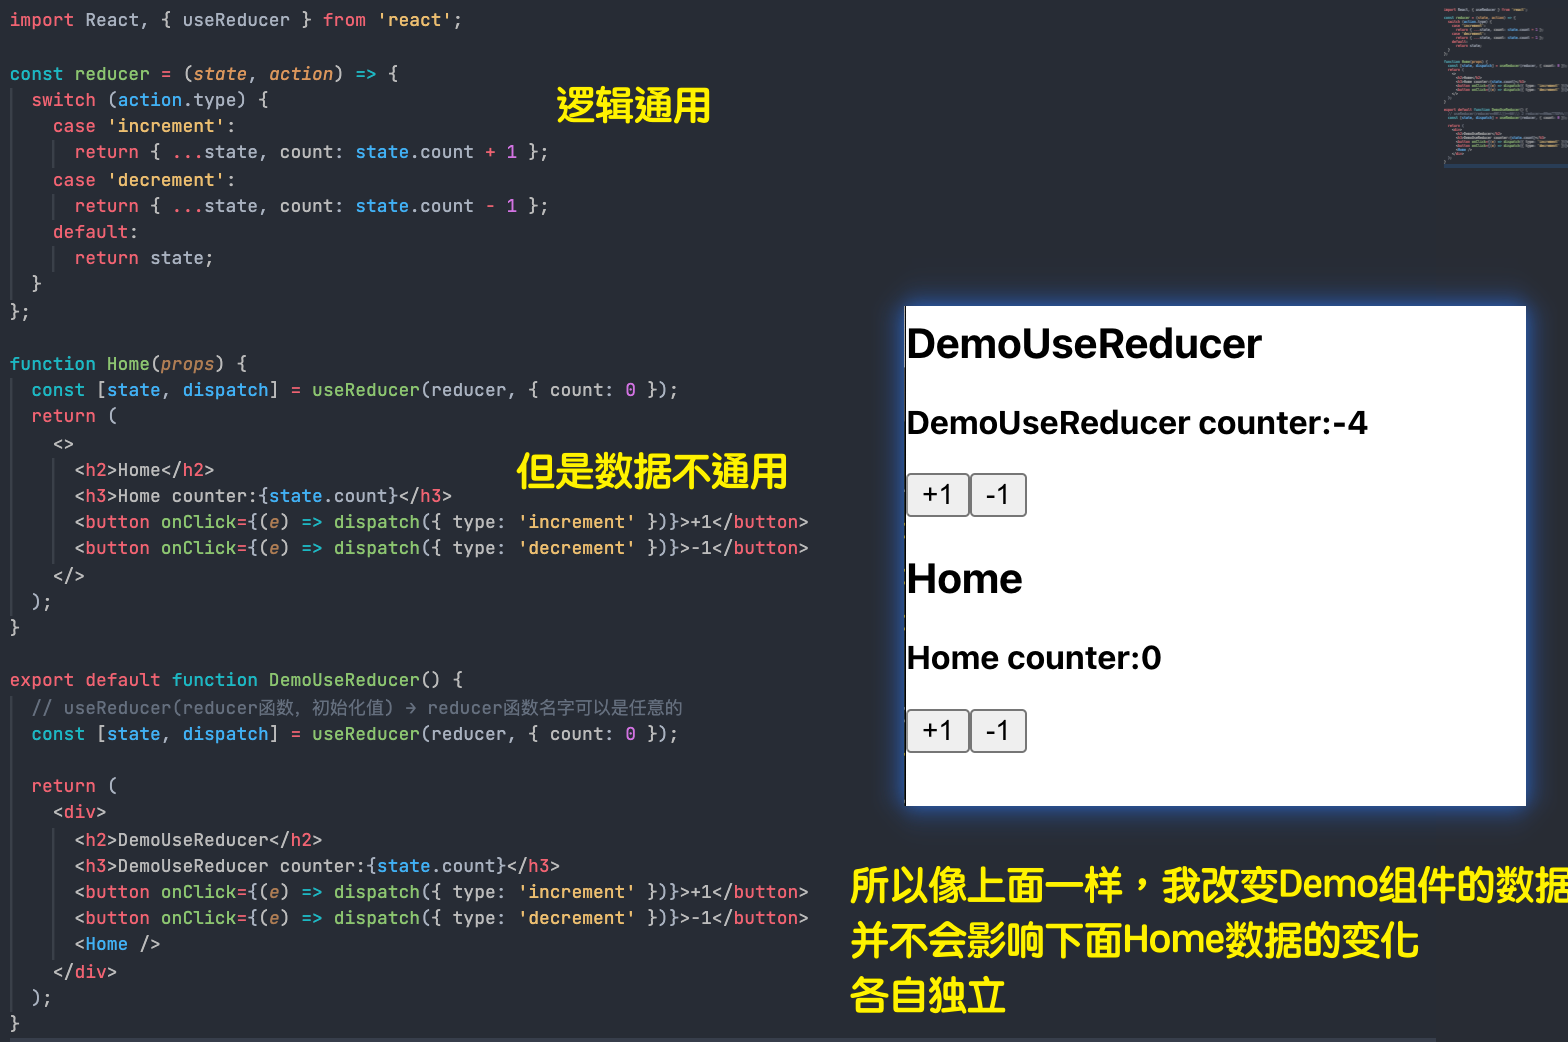 import React, { useReducer } from 'react';
const reducer = (state, action) => {
switch (action.type) {
逻辑通用
case 'increment':
return { ...state, count: state.count + 1 };
case 'decrement':
return { ...state, count: state.count - 1 };
default:
return state;
}
};
function Home(props) {
const [state, dispatch] = useReducer(reducer, { count: 0 });
return (
<>
<h2>Home</h2>
但是数据不通用
<h3>Home counter:{state.count}</h3>
<button onClick={(e) => dispatch({ type: 'increment' })}>+1</button>
<button onClick={(e) => dispatch({ type: 'decrement' })}>-1</button>
</>
);
}
export default function DemoUseReducer() {
// useReducer(reducer函数, 初始化值) → reducer函数名字可以是任意的
const [state, dispatch] = useReducer(reducer, { count: 0 });
return (
<div>
<h2>DemoUseReducer</h2>
<h3>DemoUseReducer counter:{state.count}</h3>
<button onClick={(e) => dispatch({ type: 'increment' })}>+1</button>
<button onClick={(e) => dispatch({ type: 'decrement' })}>-1</button>
<Home />
</div>
);
}
DemoUseReducer
DemoUseReducer counter:-4
+1 -1
Home
Home counter:0
+1 -1
所以像上面一样，我改变Demo组件的数据
并不会影响下面Home数据的变化
各自独立